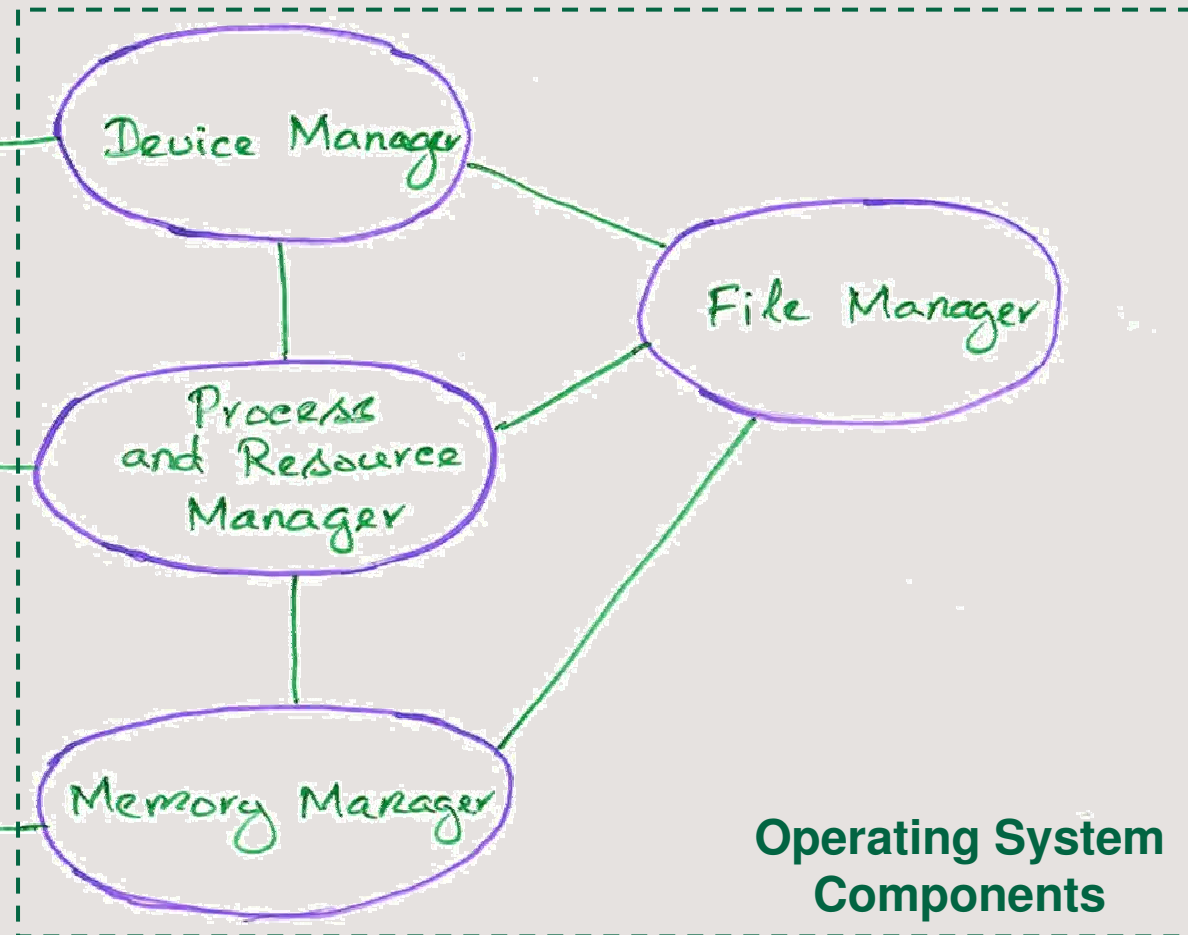 Device Manager
File Manager
Process
and Resource
Manager
Memory Manager
Operating System
Components